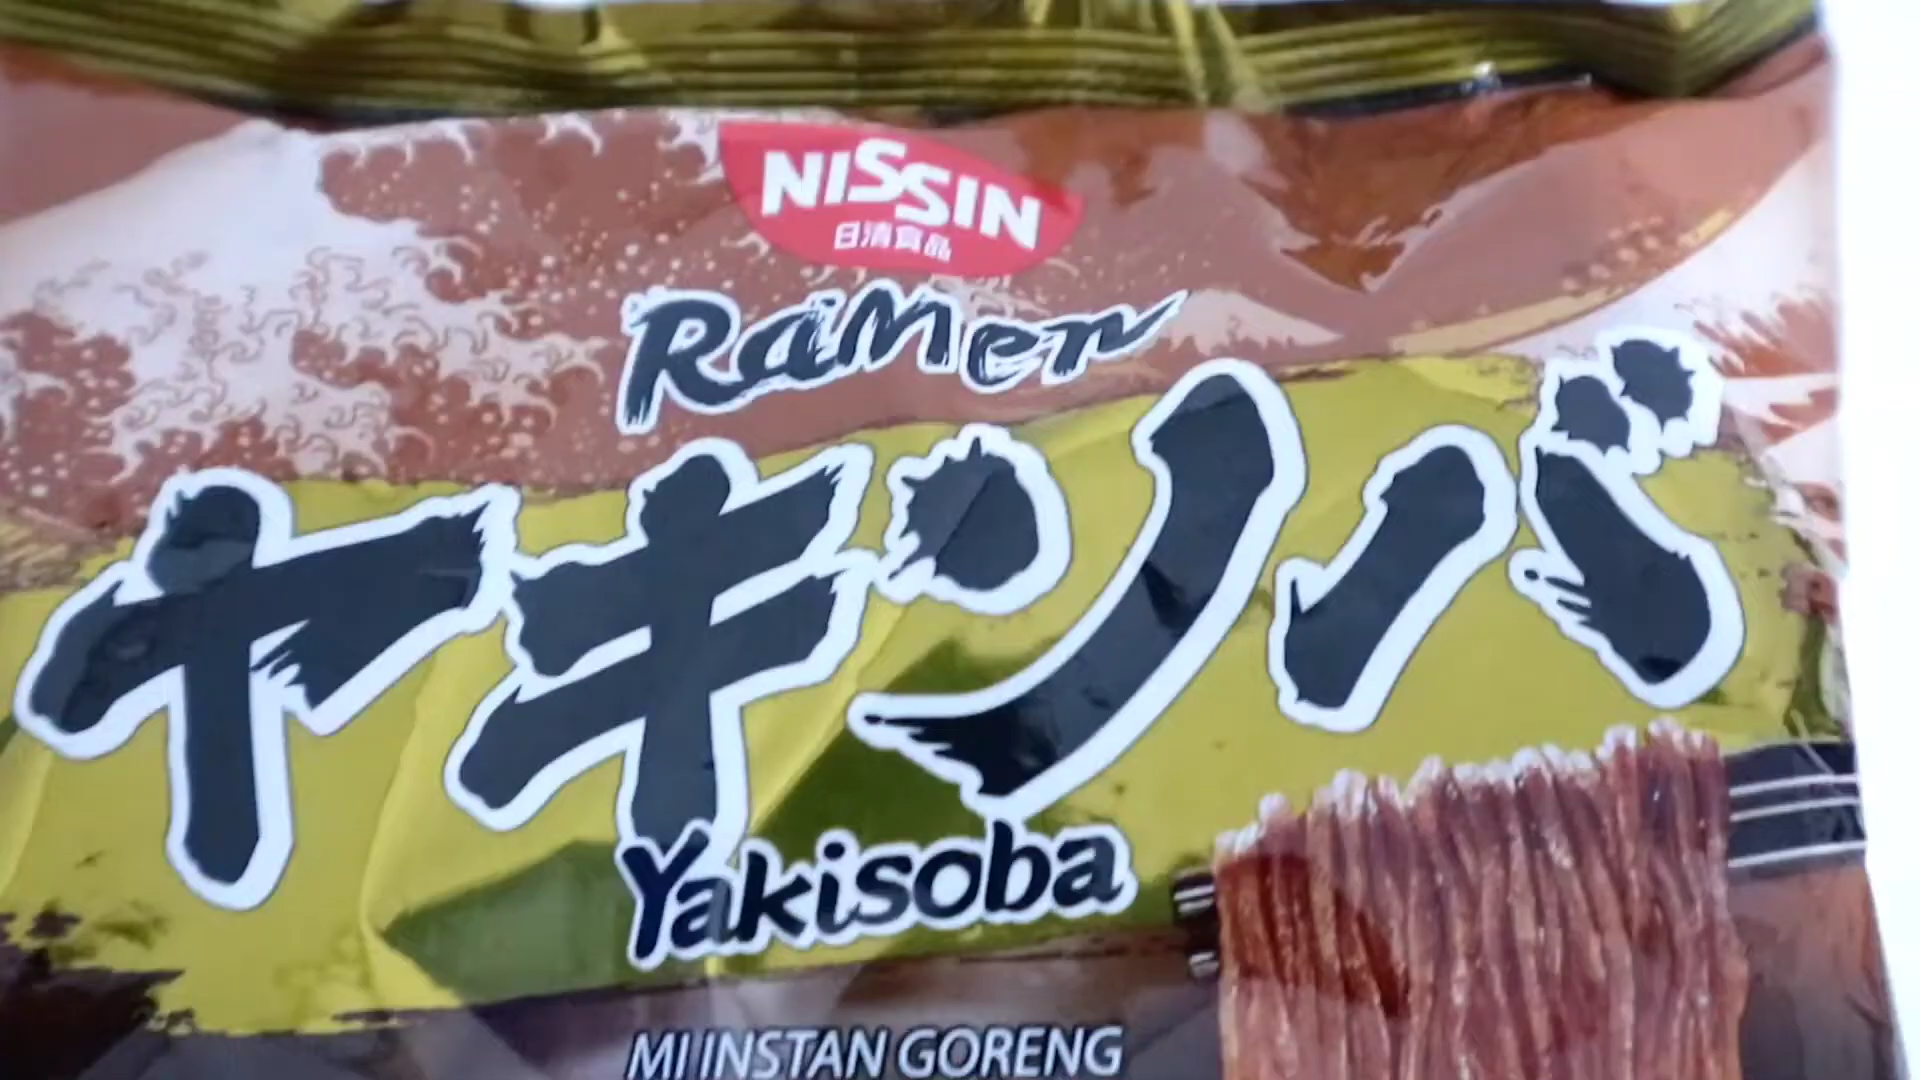 NISSIN
日清食品
Ramen
ヤキソバ
Yakisoba
MI INSTAN GORENG